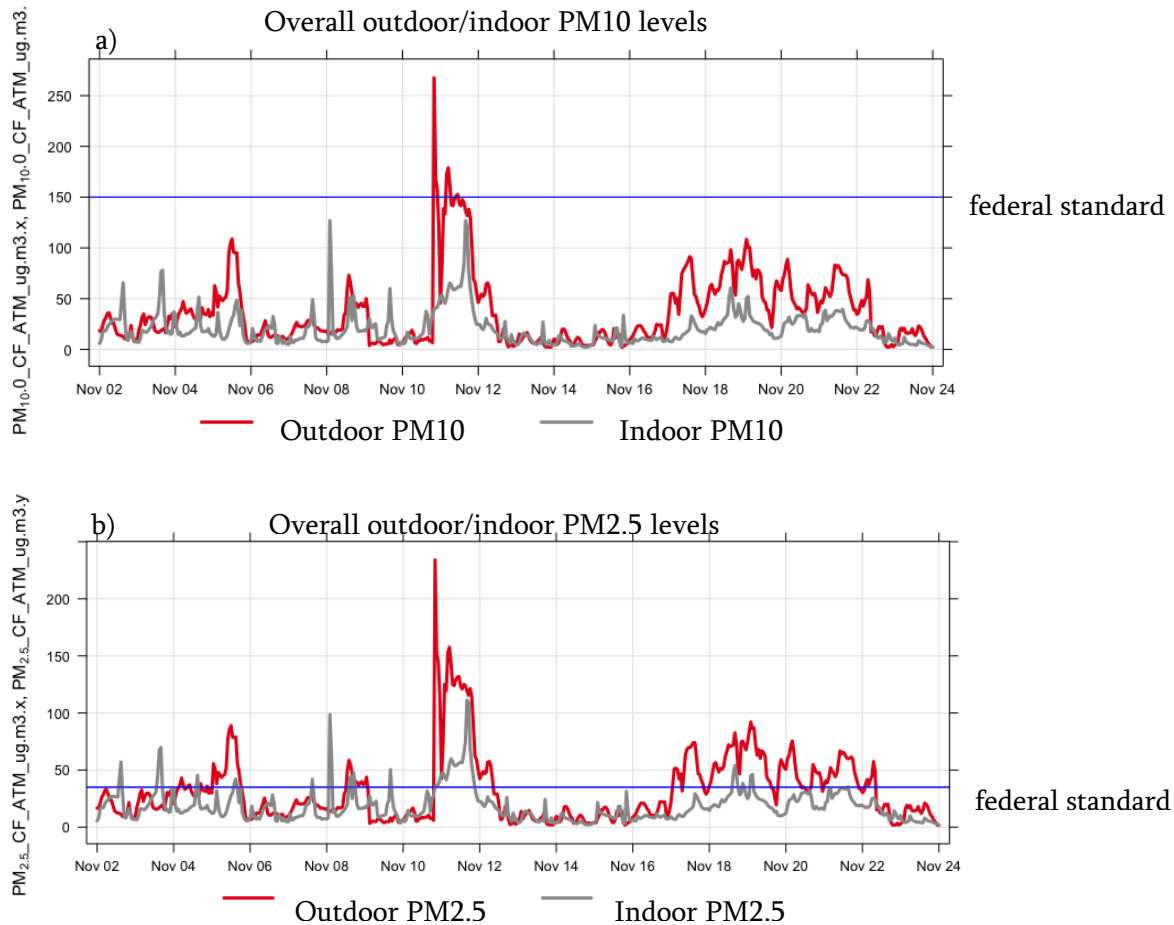 Overall outdoor/indoor PM10 levels
a)
PM10.0_CF_ATM_ug.m3.x, PM10.0_CF_ATM_ug.m3.
250
200
150
100
50
0
federal standard
Nov 02 Nov 04 Nov 06 Nov 08 Nov 10 Nov 12 Nov 14 Nov 16 Nov 18 Nov 20 Nov 22 Nov 24
Outdoor PM10 Indoor PM10
b) Overall outdoor/indoor PM2.5 levels
PM2.5_CF_ATM_ug.m3.x, PM2.5_CF_ATM_ug.m3.y
200
150
100
50
0
federal standard
Nov 02 Nov 04 Nov 06 Nov 08 Nov 10 Nov 12 Nov 14 Nov 16 Nov 18 Nov 20 Nov 22 Nov 24
Outdoor PM2.5 Indoor PM2.5